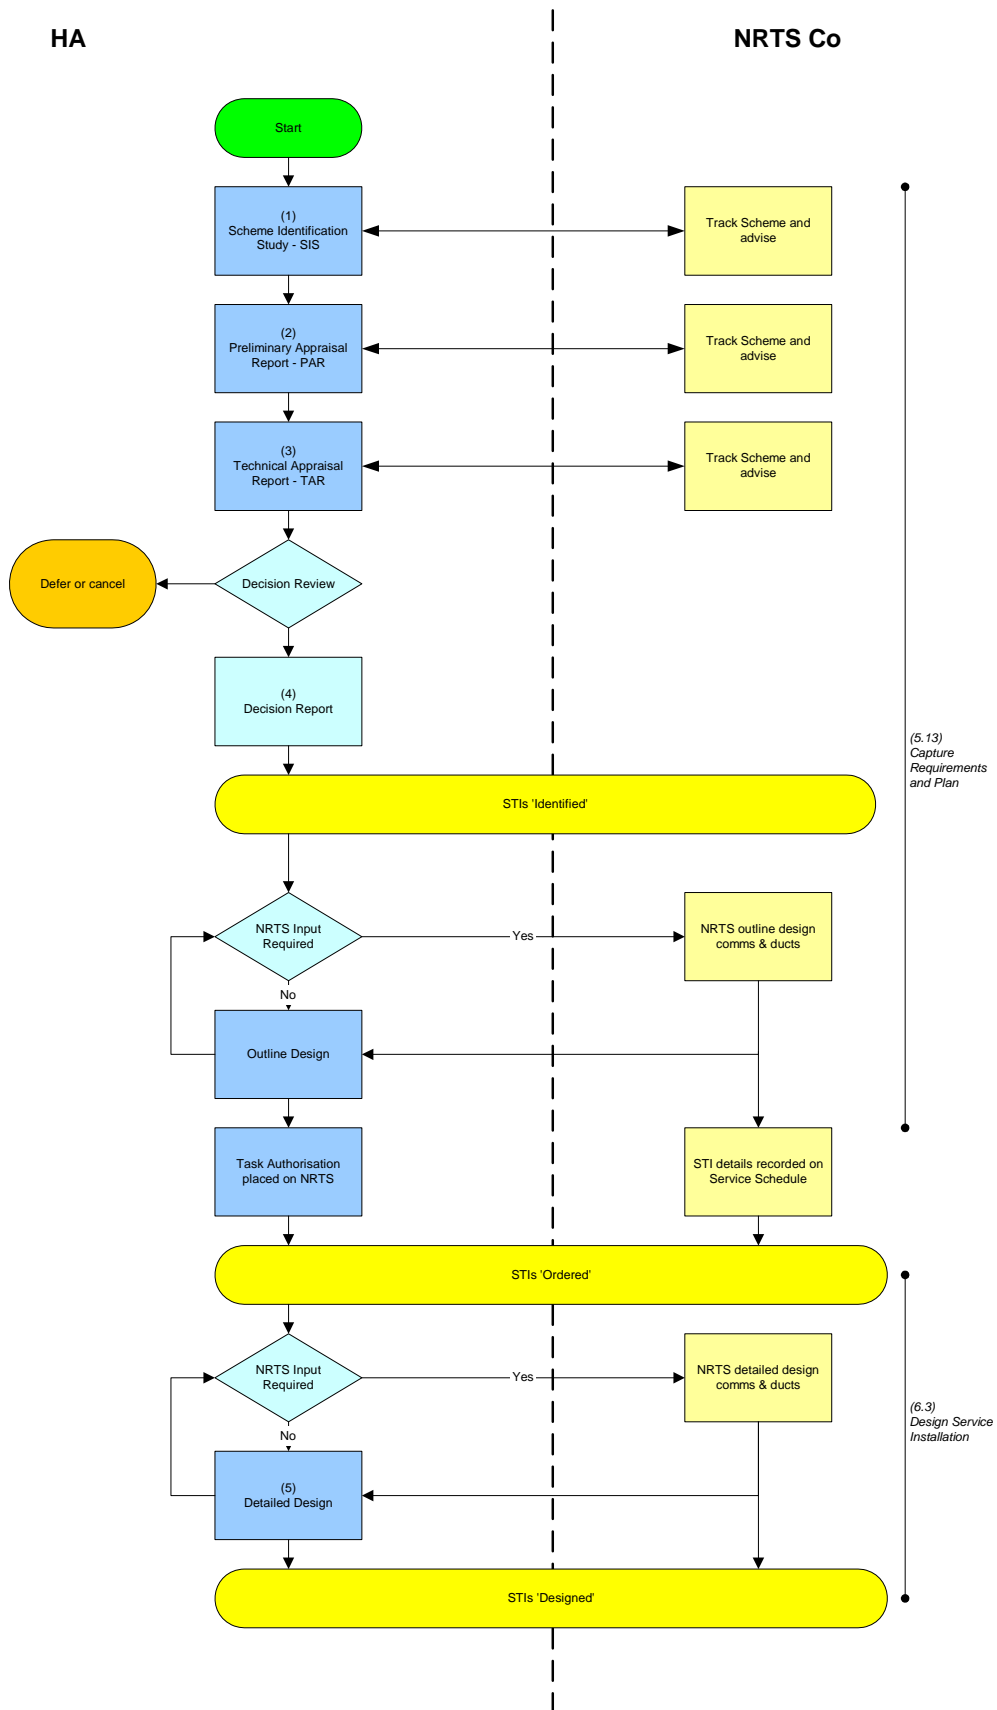 HA
NRTS Co
Start
(1)
Scheme Identification
Study - SIS
Track Scheme and
advise
(2)
Preliminary Appraisal
Report - PAR
Track Scheme and
advise
(3)
Technical Appraisal
Report - TAR
Track Scheme and
advise
Defer or cancel
Decision Review
(4)
Decision Report
(5.13)
Capture
Requirements
and Plan
STIs 'Identified'
NRTS Input
Required
Yes
NRTS outline design
comms & ducts
No
Outline Design
Task Authorisation
placed on NRTS
STI details recorded on
Service Schedule
STIs 'Ordered'
NRTS Input
Required
Yes
NRTS detailed design
comms & ducts
(6.3)
Design Service
Installation
No
(5)
Detailed Design
STIs 'Designed'